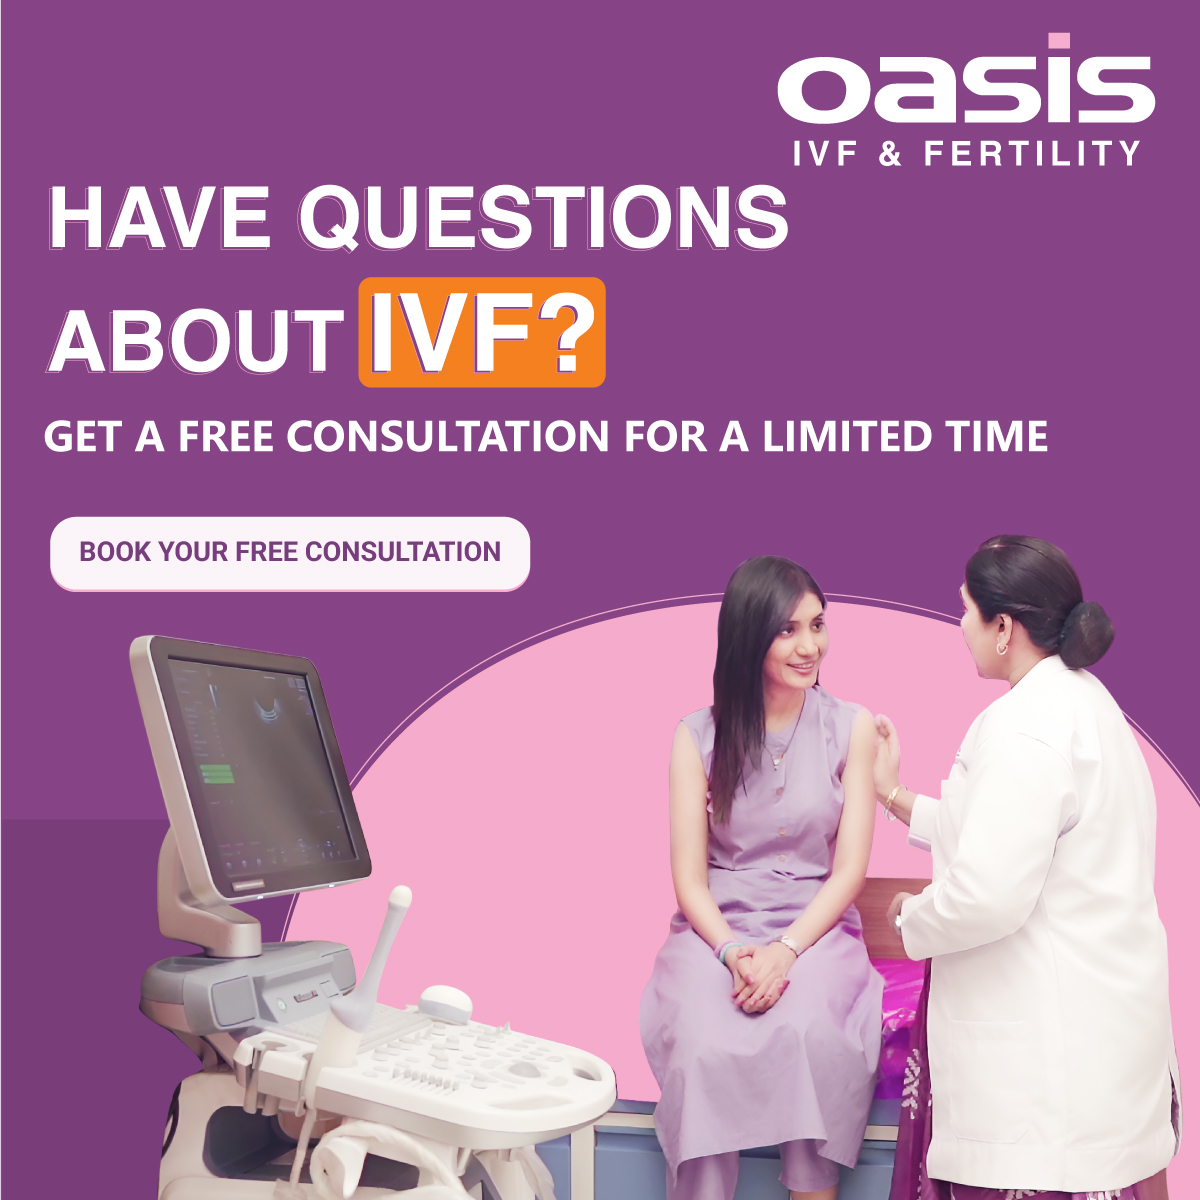 oasis
IVF & FERTILITY
HAVE QUESTIONS
ABOUT IVF?
GET A FREE CONSULTATION FOR A LIMITED TIME
BOOK YOUR FREE CONSULTATION